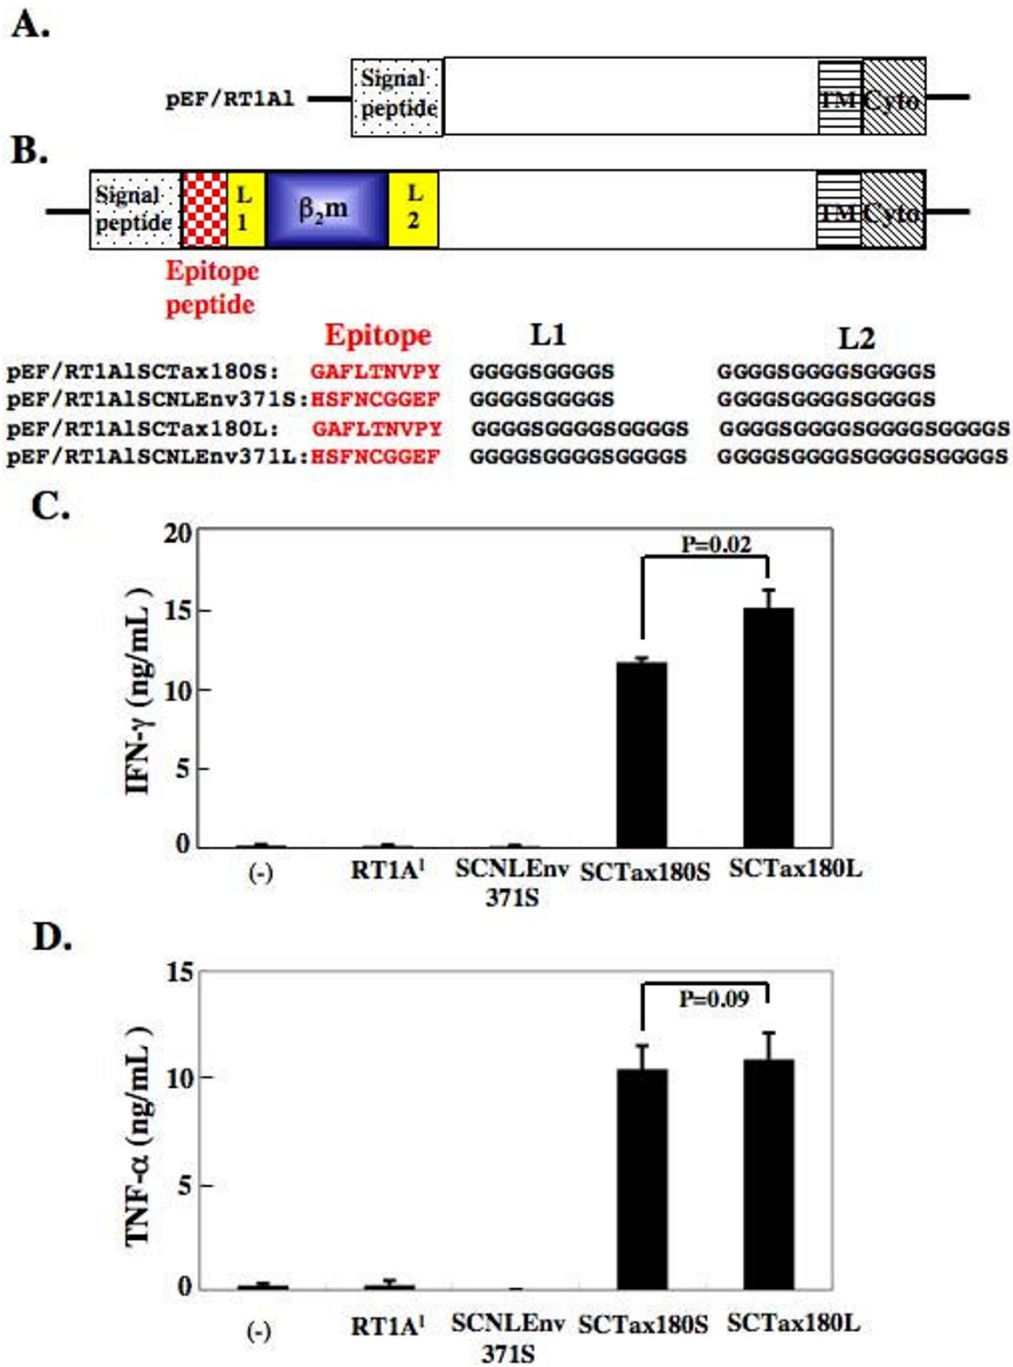 A.
pEF/RT1Al
Signal
peptide
TM
Cyto
B.
Signal
peptide
L
1
β2m
L
2
TM
Cyto
Epitope
peptide
Epitope L1 L2
pEF/RT1AlSCTax180S: GAFLTNVPY GGGGSGGGGS GGGGSGGGGSGGGGS
pEF/RT1AlSCNLEnv371S:HSFNCGGEF GGGGSGGGGS GGGGSGGGGSGGGGS
pEF/RT1AlSCTax180L: GAFLTNVPY GGGGSGGGGSGGGGS GGGGSGGGGSGGGGSGGGGS
pEF/RT1AlSCNLEnv371L:HSFNCGGEF GGGGSGGGGSGGGGS GGGGSGGGGSGGGGSGGGGS
C.
IFN-γ (ng/mL )
20
15
10
5
0
P=0.02
(-) RT1Al SCNLEnv SCTax180S SCTax180L
371S
D.
TNF-α (ng/mL )
15
10
5
0
P=0.09
(-) RT1Al SCNLEnv SCTax180S SCTax180L
371S